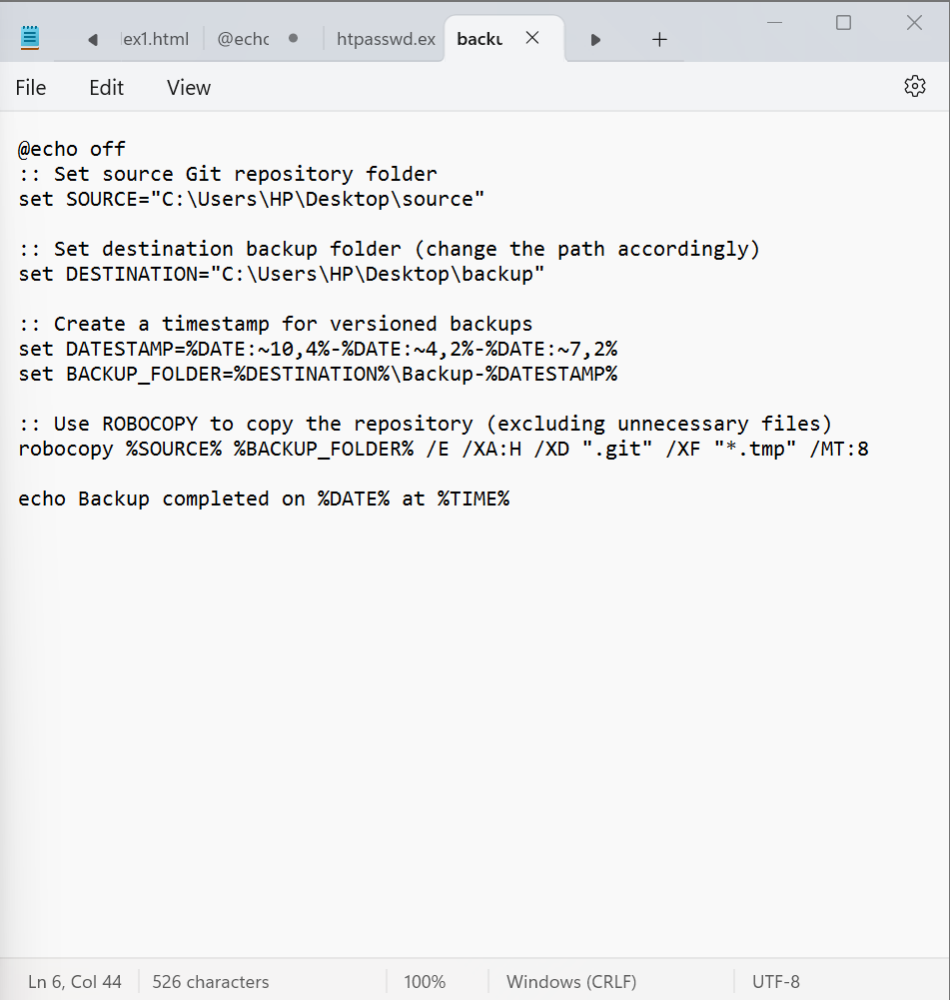 ex1.html @echo htpasswd.ex backu
File Edit View
@echo off
:: Set source Git repository folder
set SOURCE="C:\Users\HP\Desktop\source"
:: Set destination backup folder (change the path accordingly)
set DESTINATION="C:\Users\HP\Desktop\backup"
:: Create a timestamp for versioned backups
set DATESTAMP=%DATE:~10,4%-%DATE:~4,2%-%DATE:~7,2%
set BACKUP_FOLDER=%DESTINATION%\Backup-%DATESTAMP%
:: Use ROBOCOPY to copy the repository (excluding unnecessary files)
robocopy %SOURCE% %BACKUP_FOLDER% /E /XA:H /XD ".git" /XF "*.tmp" /MT:8
echo Backup completed on %DATE% at %TIME%
Ln 6, Col 44 526 characters 100% Windows (CRLF) UTF-8